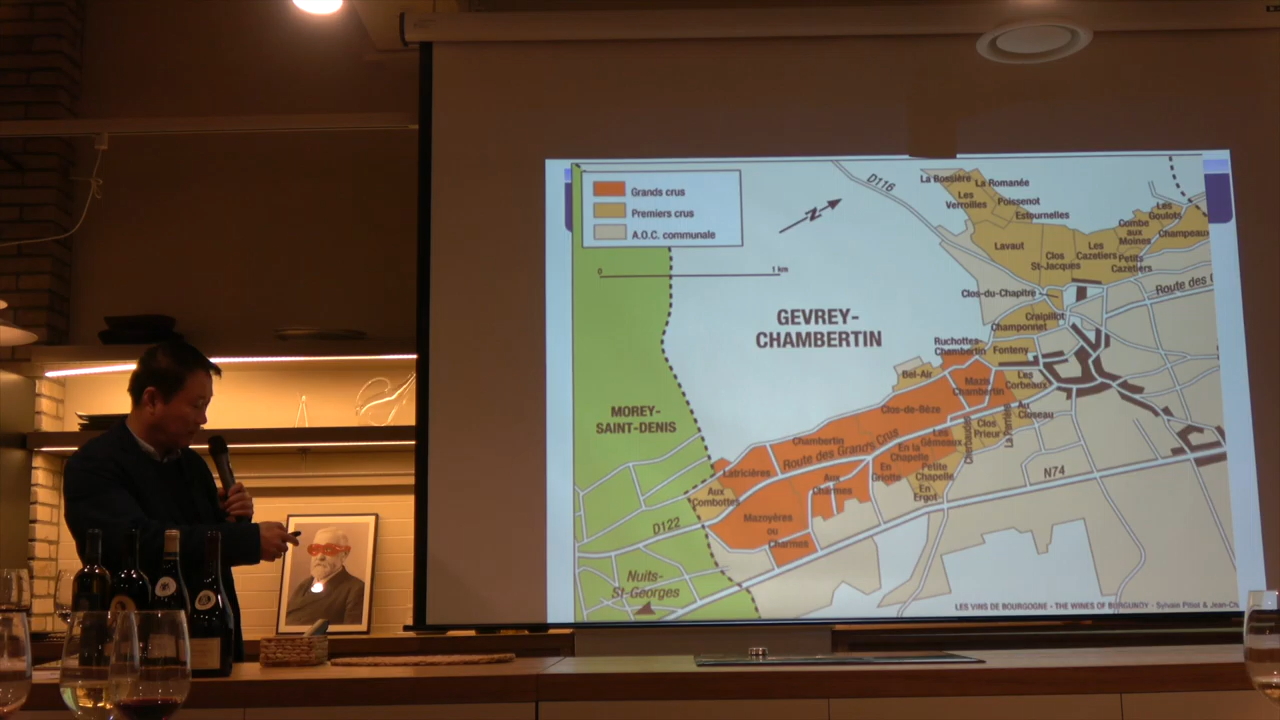 Grands crus
Premiers crus
A.O.C. communale
0
1 km
D116
N
La Bossière
La Romanée
Les
Verroilles
Poissenot
Estournelles
Les
Goulots
Combe
aux
Moines
Champeau
Lavaut
Clos
St-Jacques
Les
Cazetiers
Petits
Cazetiers
Clos-du-Chapitre
Route des G
GEVREY-
CHAMBERTIN
Craipillot
Champonnet
Ruchottes-
Chambertin
Fonteny
Bel-Air
Mazis
Chambertin
Les
Corbeaux
Clos-de-Bèze
Au
Closeau
La Perrière
Clos
Prieur
Cherbaudes
MOREY-
SAINT-DENIS
Chambertin
Route des Grands Crus
Les
Gémeaux
En la
Chapelle
Latricières
En
Griotte
Petite
Chapelle
Aux
Charmes
En
Ergot
Aux
Combottes
N74
Mazoyères
ou
Charmes
D122
Nuits-
St-Georges
LES VINS DE BOURGOGNE - THE WINES OF BURGUNDY - Sylvain Pitiot & Jean-Ch